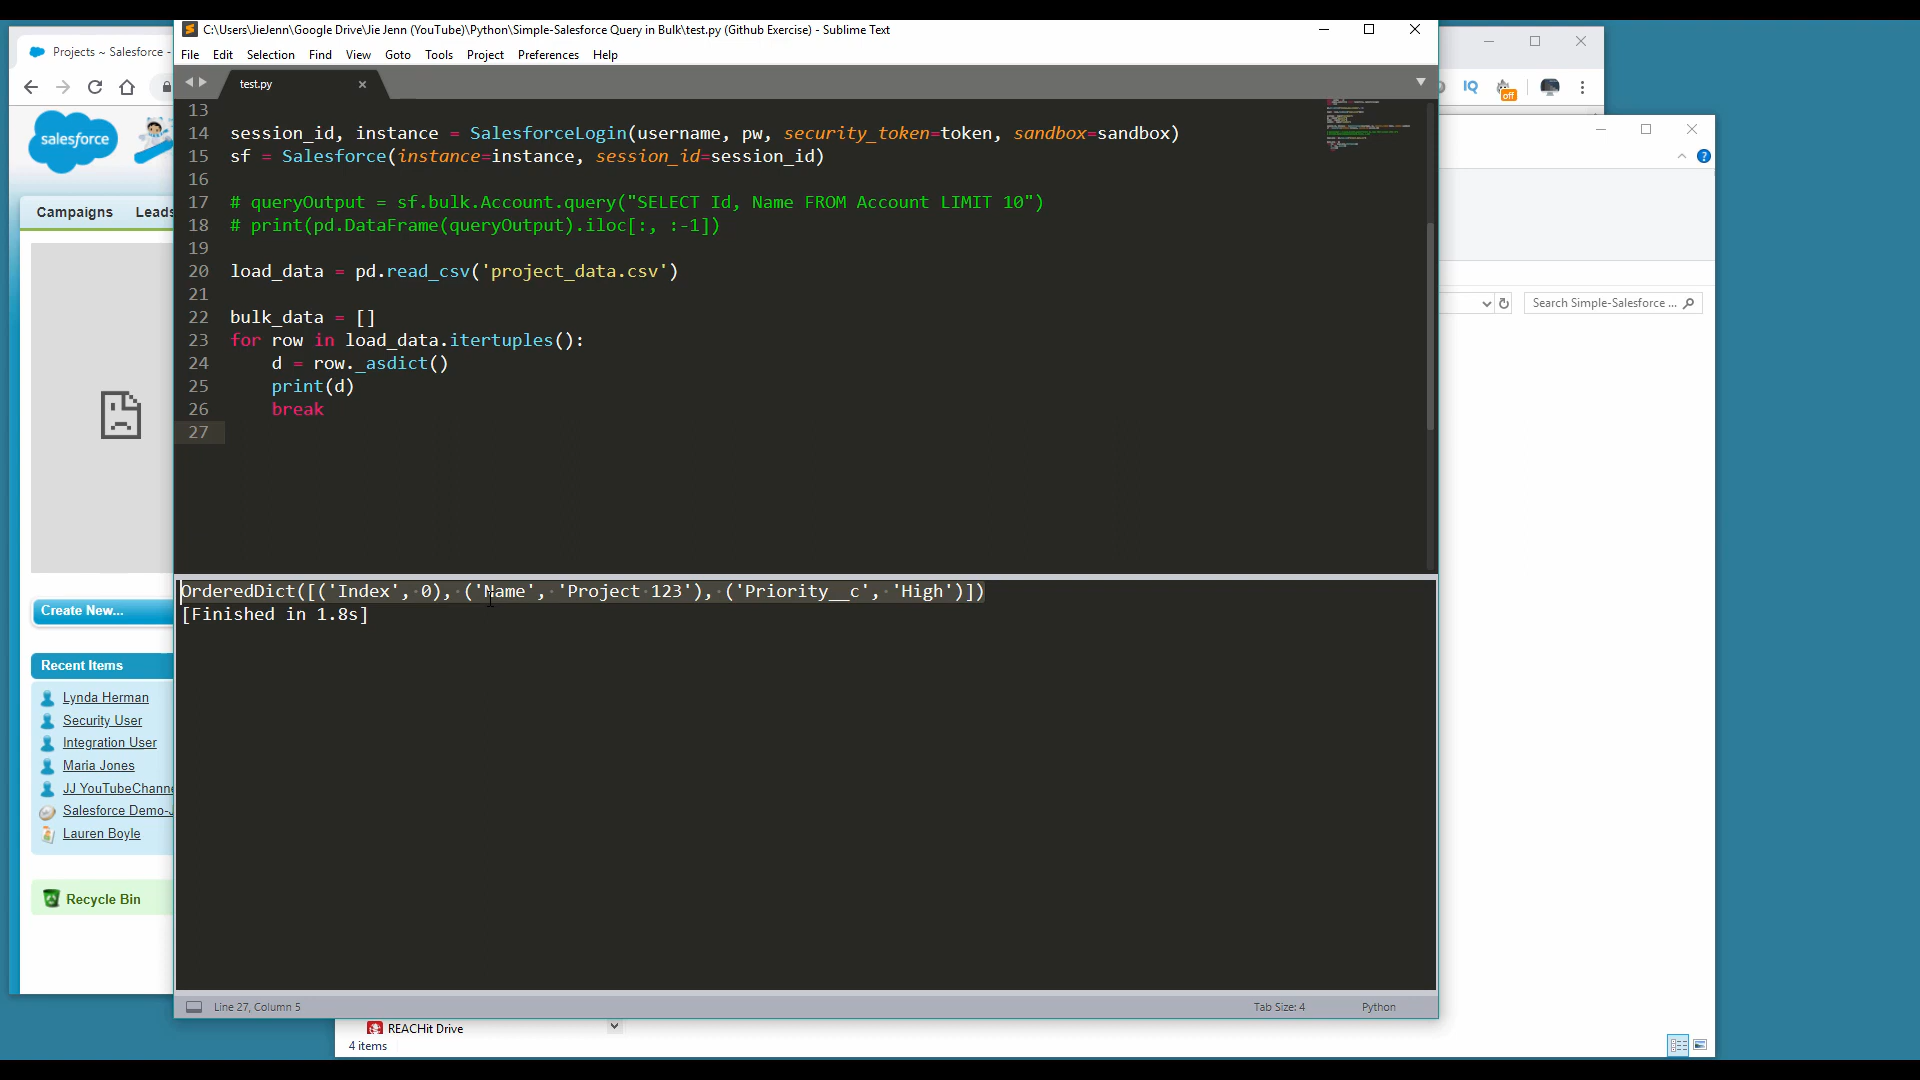 C:\Users\JieJenn\Google Drive\Jie Jenn (YouTube)\Python\Simple-Salesforce Query in Bulk\test.py (Github Exercise) - Sublime Text
Projects ~ Salesforce -
File Edit Selection Find View Goto Tools Project Preferences Help
test.py
IQ
off
salesforce
Campaigns Leads
13
14 session_id, instance = SalesforceLogin(username, pw, security_token=token, sandbox=sandbox)
15 sf = Salesforce(instance=instance, session_id=session_id)
16
17 # queryOutput = sf.bulk.Account.query("SELECT Id, Name FROM Account LIMIT 10")
18 # print(pd.DataFrame(queryOutput).iloc[:, :-1])
19
20 load_data = pd.read_csv('project_data.csv')
21
22 bulk_data = []
23 for row in load_data.itertuples():
24 d = row._asdict()
25 print(d)
26 break
27
Search Simple-Salesforce ...
OrderedDict([('Index', 0), ('Name', 'Project 123'), ('Priority__c', 'High')])
[Finished in 1.8s]
Create New...
Recent Items
Lynda Herman
Security User
Integration User
Maria Jones
JJ YouTubeChanne
Salesforce Demo-J
Lauren Boyle
Recycle Bin
Line 27, Column 5
Tab Size: 4
Python
REACHit Drive
4 items